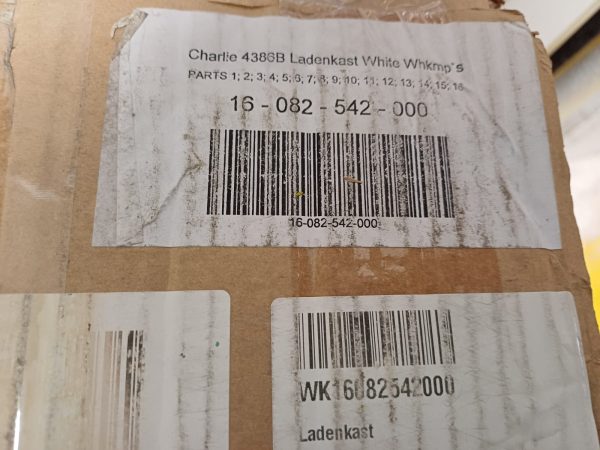 Charlie 4386B Ladenkast White Whkmp's
PARTS 1; 2; 3; 4; 5; 6; 7; 8; 9; 10; 11; 12; 13; 14; 15; 16
16 - 082 - 542 - 000
16-082-542-000
WK16082542000
Ladenkast